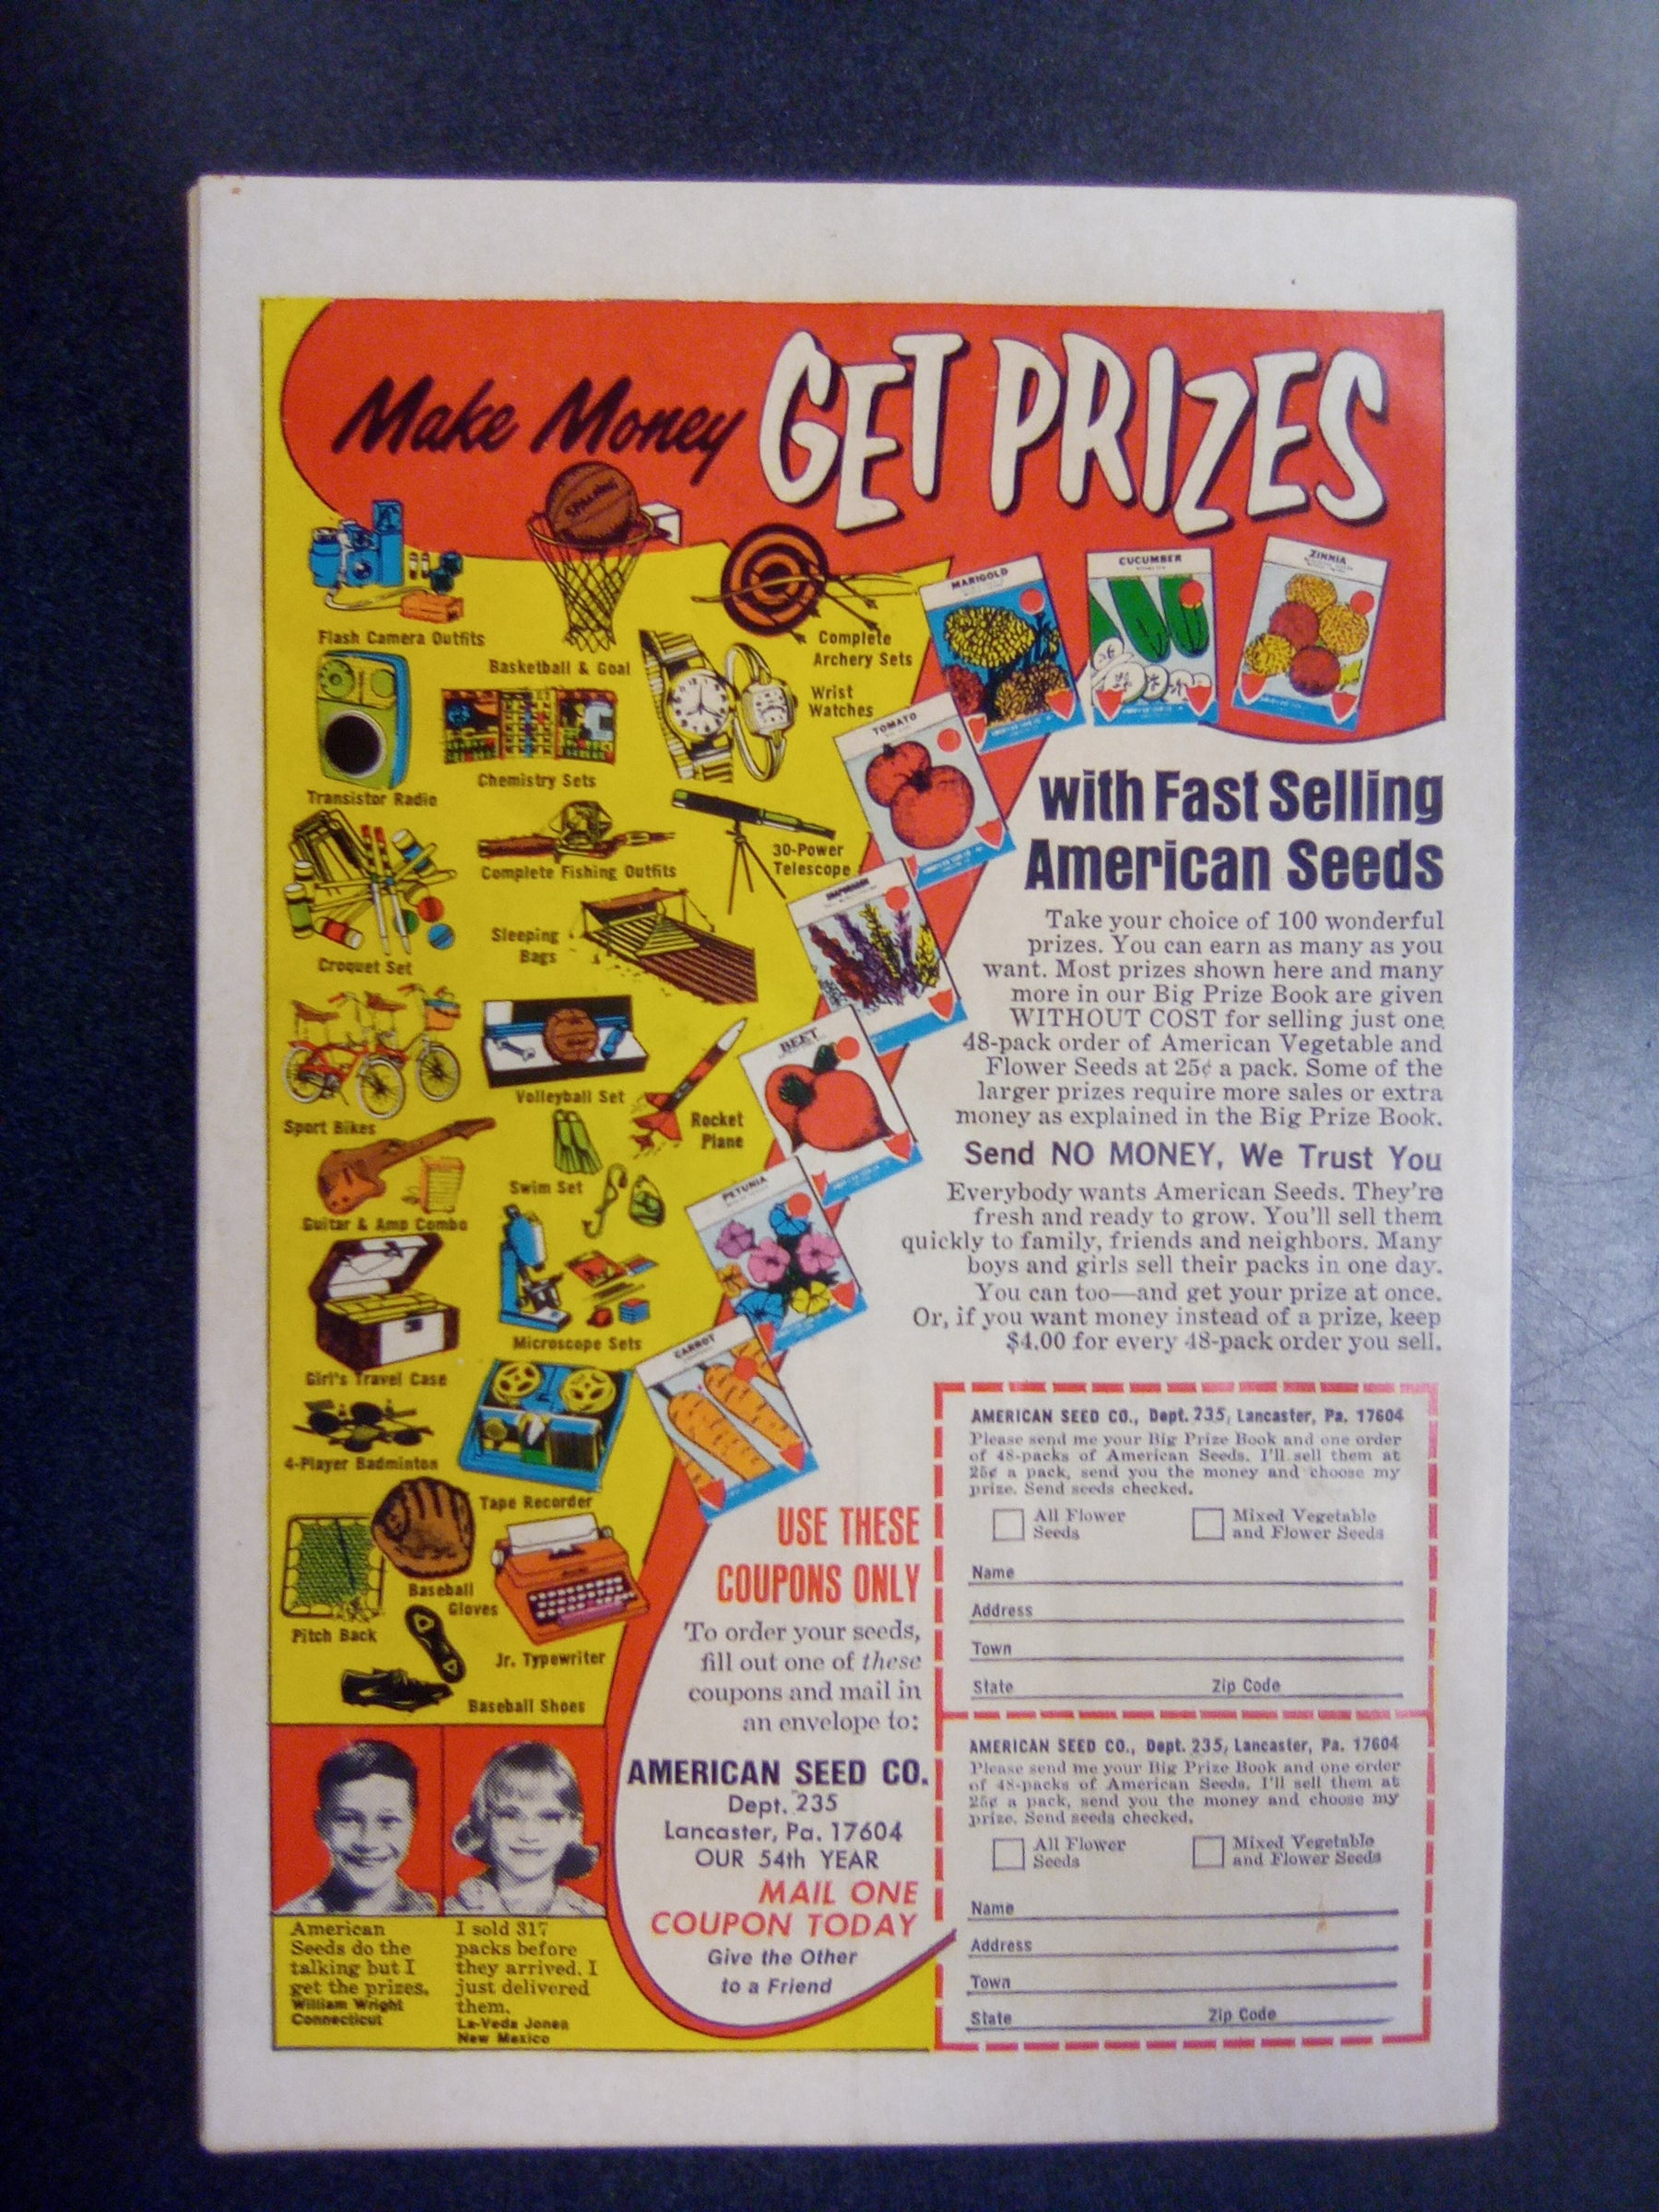 Make Money GET PRIZES
SPALDING
Flash Camera Outfits
Basketball & Goal
Complete
Archery Sets
Wrist
Watches
Transistor Radio
Chemistry Sets
Complete Fishing Outfits
30-Power
Telescope
Croquet Set
Sleeping
Bags
Sport Bikes
Volleyball Set
Rocket
Plane
Guitar & Amp Combo
Swim Set
Girl's Travel Case
Microscope Sets
4-Player Badminton
Tape Recorder
Baseball
Gloves
Pitch Back
Jr. Typewriter
Baseball Shoes
MARIGOLD
CUCUMBER
ZINNIA
TOMATO
BEET
PETUNIA
CARROT
with Fast Selling
American Seeds
Take your choice of 100 wonderful
prizes. You can earn as many as you
want. Most prizes shown here and many
more in our Big Prize Book are given
WITHOUT COST for selling just one
48-pack order of American Vegetable and
Flower Seeds at 25¢ a pack. Some of the
larger prizes require more sales or extra
money as explained in the Big Prize Book.
Send NO MONEY, We Trust You
Everybody wants American Seeds. They're
fresh and ready to grow. You'll sell them
quickly to family, friends and neighbors. Many
boys and girls sell their packs in one day.
You can too—and get your prize at once.
Or, if you want money instead of a prize, keep
$4.00 for every 48-pack order you sell.
USE THESE
COUPONS ONLY
To order your seeds,
fill out one of these
coupons and mail in
an envelope to:
AMERICAN SEED CO.
Dept. 235
Lancaster, Pa. 17604
OUR 54th YEAR
MAIL ONE
COUPON TODAY
Give the Other
to a Friend
AMERICAN SEED CO., Dept. 235, Lancaster, Pa. 17604
Please send me your Big Prize Book and one order
of 48-packs of American Seeds. I'll sell them at
25¢ a pack, send you the money and choose my
prize. Send seeds checked.
All Flower
Seeds
Mixed Vegetable
and Flower Seeds
Name
Address
Town
State Zip Code
AMERICAN SEED CO., Dept. 235, Lancaster, Pa. 17604
Please send me your Big Prize Book and one order
of 48-packs of American Seeds. I'll sell them at
25¢ a pack, send you the money and choose my
prize. Send seeds checked.
All Flower
Seeds
Mixed Vegetable
and Flower Seeds
Name
Address
Town
State Zip Code
American
Seeds do the
talking but I
get the prizes.
William Wright
Connecticut
I sold 317
packs before
they arrived. I
just delivered
them.
La-Veda Jones
New Mexico